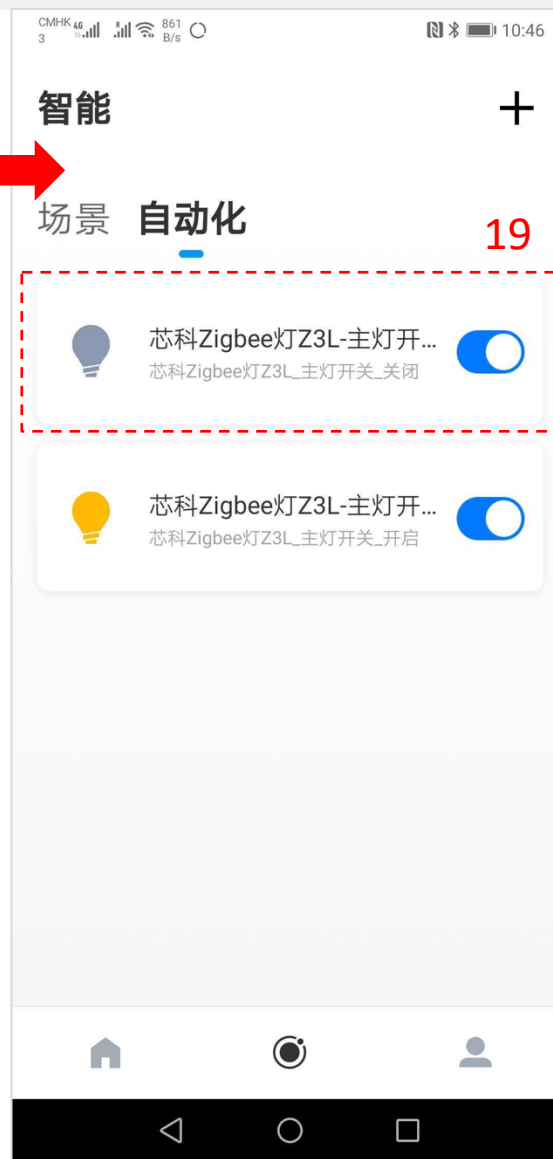 CMHK 4G 861 10:46
3 B/s
智能
场景 自动化
19
芯科Zigbee灯Z3L-主灯开...
芯科Zigbee灯Z3L_主灯开关_关闭
芯科Zigbee灯Z3L-主灯开...
芯科Zigbee灯Z3L_主灯开关_开启